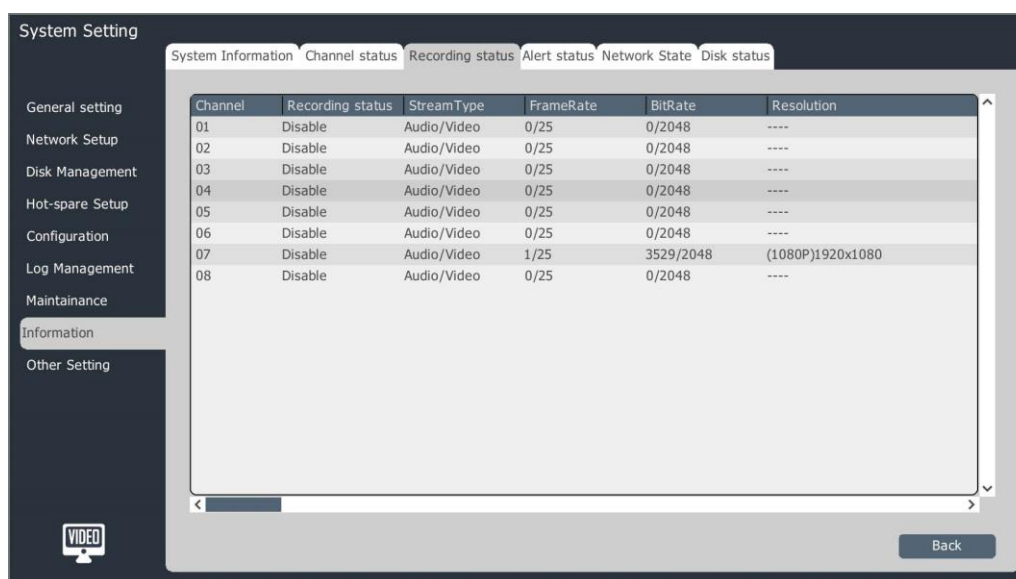 System Setting
System Information Channel status Recording status Alert status Network State Disk status
General setting
Network Setup
Disk Management
Hot-spare Setup
Configuration
Log Management
Maintainance
Information
Other Setting
Channel Recording status StreamType FrameRate BitRate Resolution
01 Disable Audio/Video 0/25 0/2048 ----
02 Disable Audio/Video 0/25 0/2048 ----
03 Disable Audio/Video 0/25 0/2048 ----
04 Disable Audio/Video 0/25 0/2048 ----
05 Disable Audio/Video 0/25 0/2048 ----
06 Disable Audio/Video 0/25 0/2048 ----
07 Disable Audio/Video 1/25 3529/2048 (1080P)1920x1080
08 Disable Audio/Video 0/25 0/2048 ----
VIDEO
Back